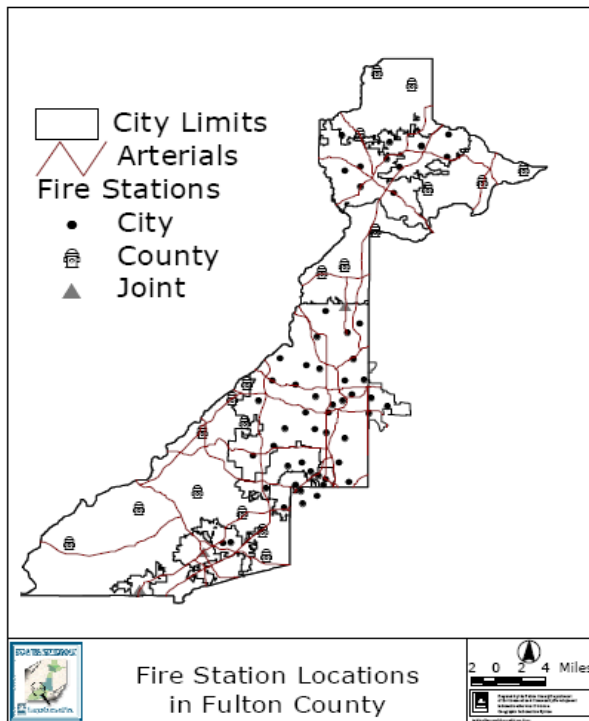 City Limits
Arterials
Fire Stations
City
County
Joint
Fire Station Locations
in Fulton County
2 0 2 4 Miles